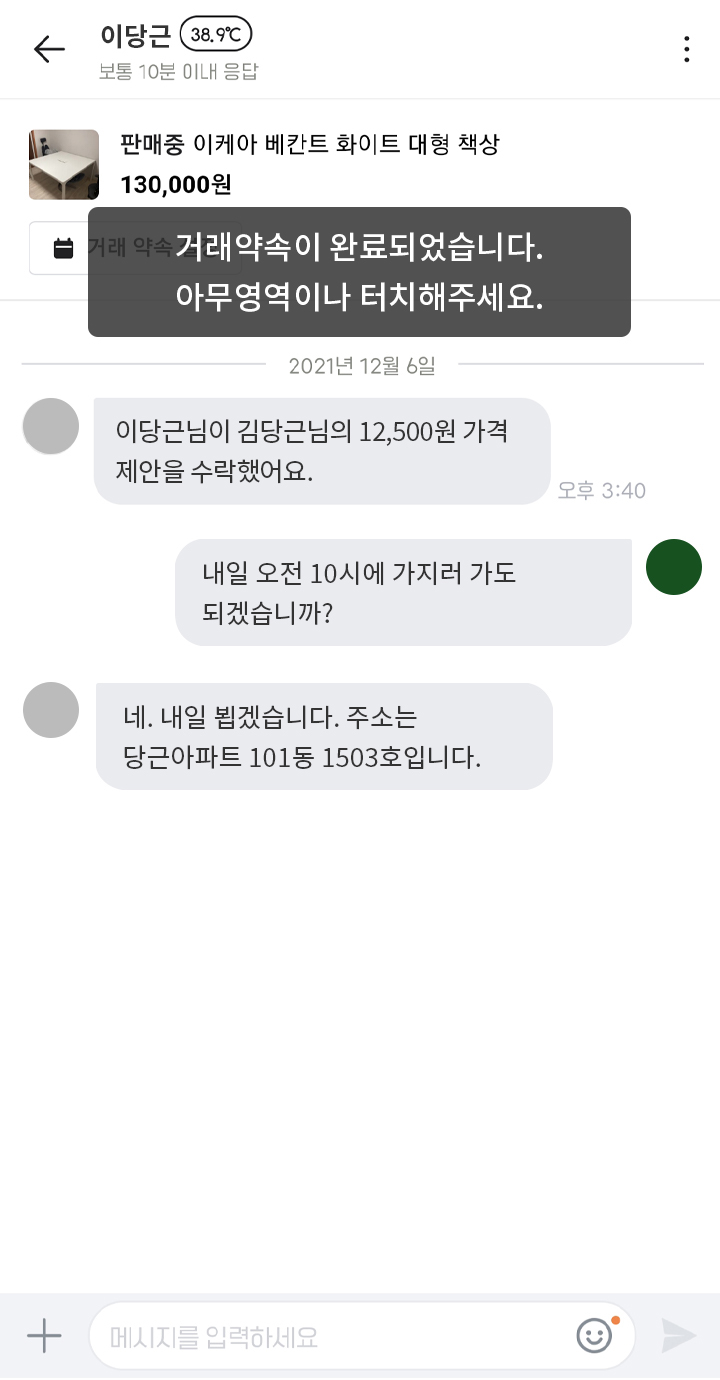 이당근 38.9℃
보통 10분 이내 응답
판매중 이케아 베칸트 화이트 대형 책상
130,000원
거래 약속
거래약속이 완료되었습니다.
아무영역이나 터치해주세요.
2021년 12월 6일
이당근님이 김당근님의 12,500원 가격
제안을 수락했어요.
오후 3:40
내일 오전 10시에 가지러 가도
되겠습니까?
네. 내일 뵙겠습니다. 주소는
당근아파트 101동 1503호입니다.
메시지를 입력하세요